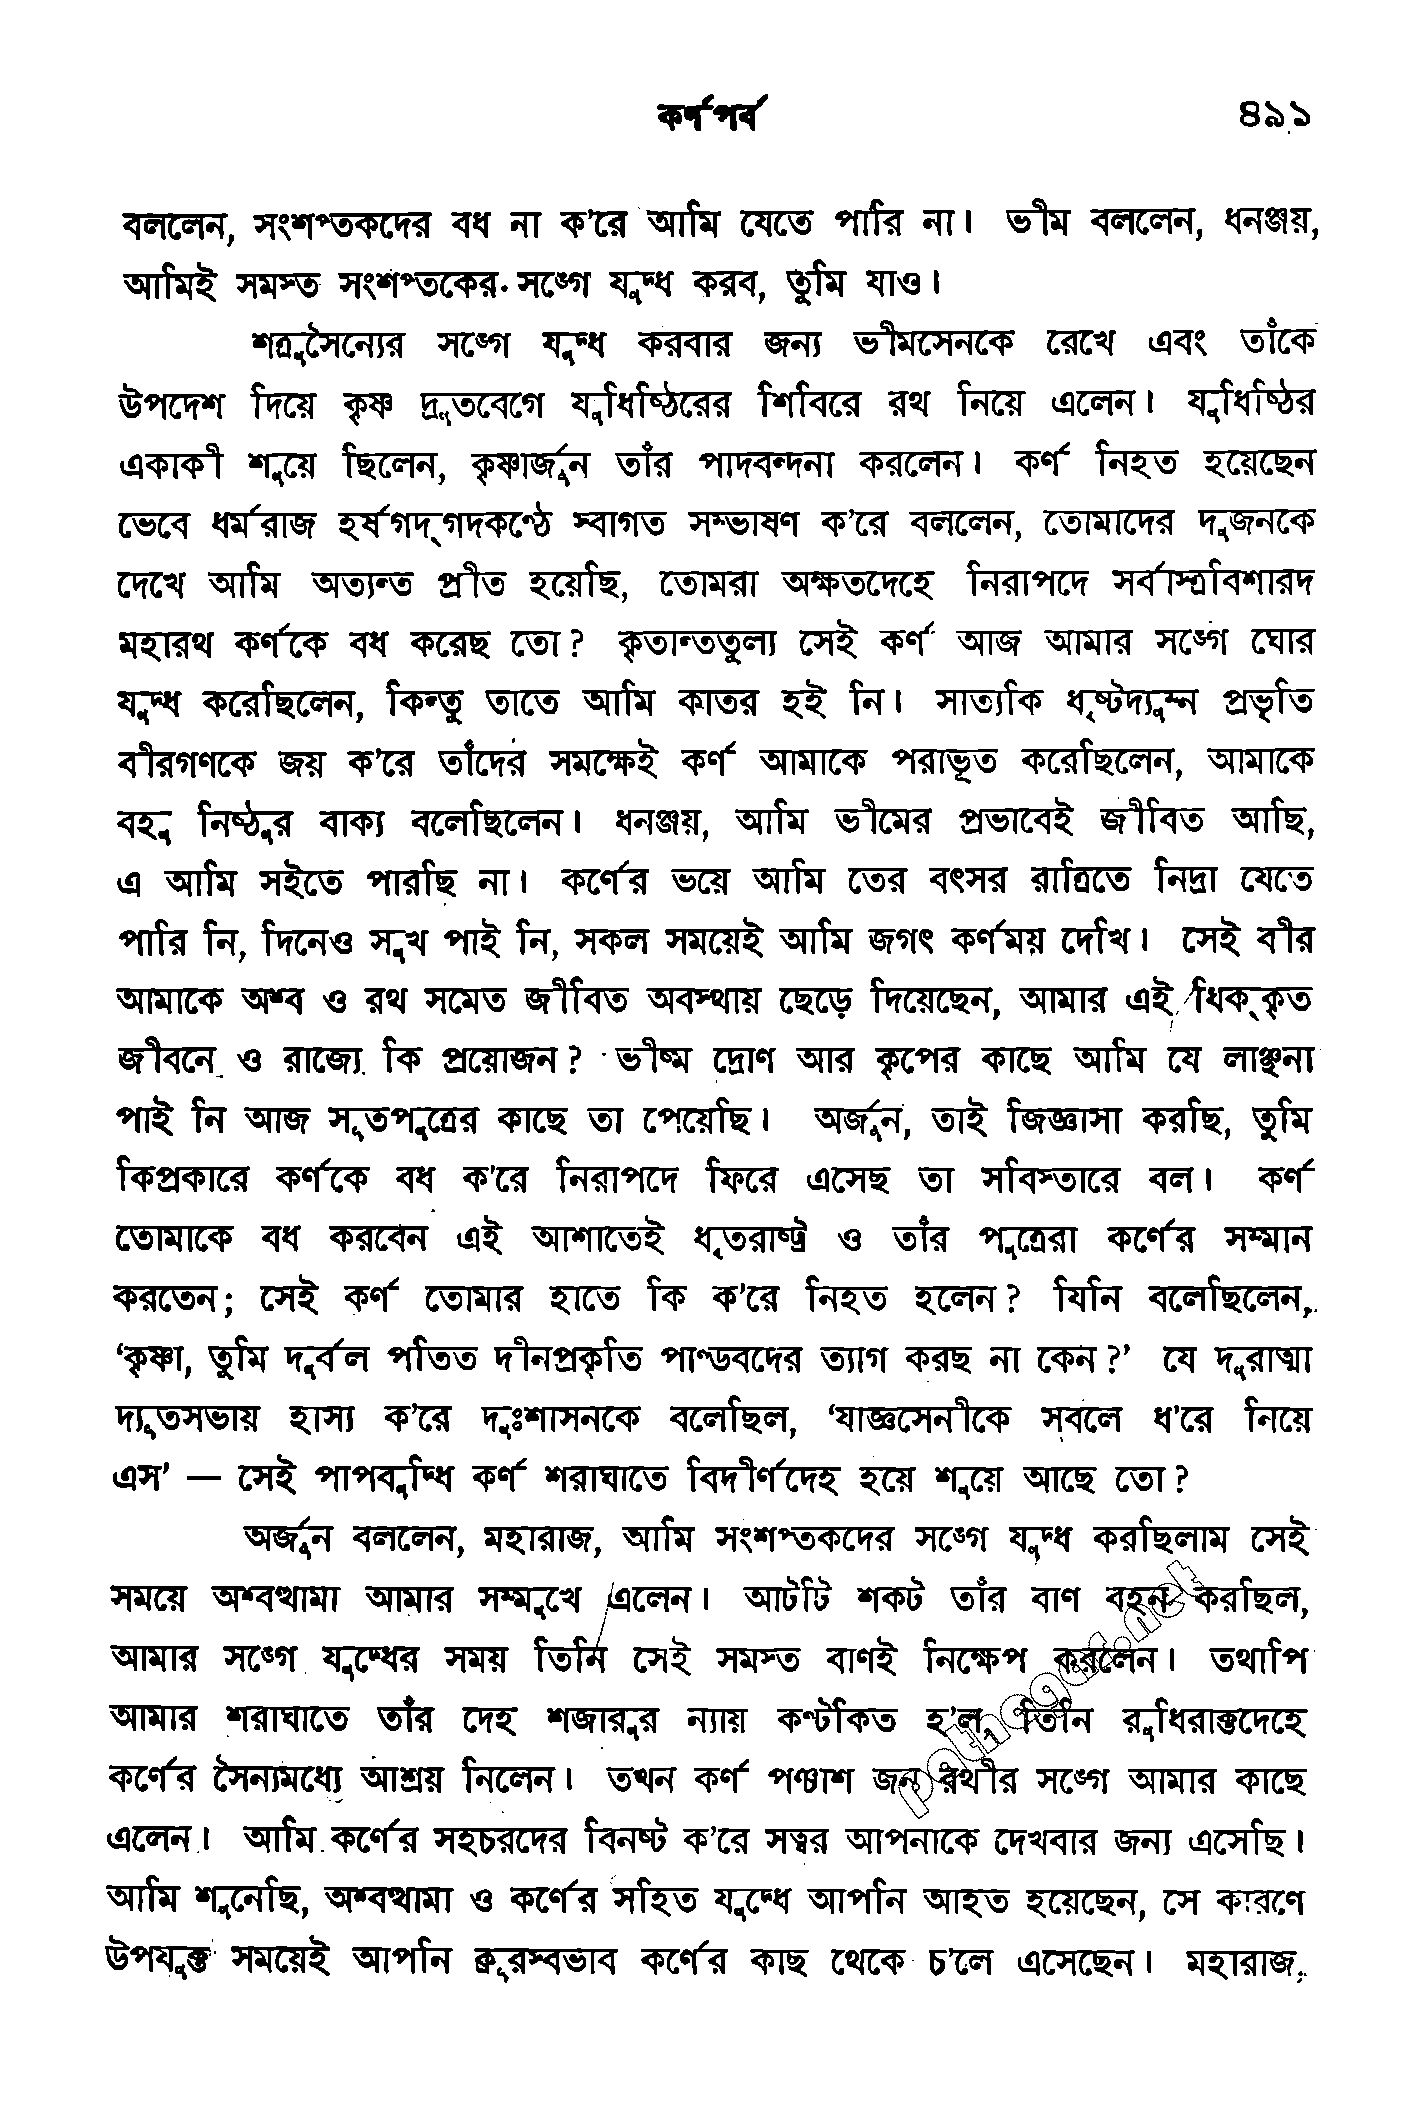 কর্ণপর্ব ৪৯১
বললেন, সংশপ্তকদের বধ না ক’রে আমি যেতে পারি না। ভীম বললেন, ধনঞ্জয়,
আমিই সমস্ত সংশপ্তকের সঙ্গে যুদ্ধ করব, তুমি যাও।
শত্রুসৈন্যের সঙ্গে যুদ্ধ করবার জন্য ভীমসেনকে রেখে এবং তাঁকে
উপদেশ দিয়ে কৃষ্ণ দ্রুতবেগে যুধিষ্ঠিরের শিবিরে রথ নিয়ে এলেন। যুধিষ্ঠির
একাকী শুয়ে ছিলেন, কৃষ্ণার্জুন তাঁর পাদবন্দনা করলেন। কর্ণ নিহত হয়েছেন
ভেবে ধর্মরাজ হর্ষগদ্‌গদকণ্ঠে স্বাগত সম্ভাষণ ক’রে বললেন, তোমাদের দুজনকে
দেখে আমি অত্যন্ত প্রীত হয়েছি, তোমরা অক্ষতদেহে নিরাপদে সর্বাস্ত্রবিশারদ
মহারথ কর্ণকে বধ করেছ তো? কৃতান্ততুল্য সেই কর্ণ আজ আমার সঙ্গে ঘোর
যুদ্ধ করেছিলেন, কিন্তু তাতে আমি কাতর হই নি। সাত্যকি ধৃষ্টদ্যুম্ন প্রভৃতি
বীরগণকে জয় ক’রে তাঁদের সমক্ষেই কর্ণ আমাকে পরাভূত করেছিলেন, আমাকে
বহু নিষ্ঠুর বাক্য বলেছিলেন। ধনঞ্জয়, আমি ভীমের প্রভাবেই জীবিত আছি,
এ আমি সইতে পারছি না। কর্ণের ভয়ে আমি তের বৎসর রাত্রিতে নিদ্রা যেতে
পারি নি, দিনেও সুখ পাই নি, সকল সময়েই আমি জগৎ কর্ণময় দেখি। সেই বীর
আমাকে অশ্ব ও রথ সমেত জীবিত অবস্থায় ছেড়ে দিয়েছেন, আমার এই ধিক্‌কৃত
জীবনে ও রাজ্যে কি প্রয়োজন? ভীষ্ম দ্রোণ আর কৃপের কাছে আমি যে লাঞ্ছনা
পাই নি আজ সূতপুত্রের কাছে তা পেয়েছি। অর্জুন, তাই জিজ্ঞাসা করছি, তুমি
কিপ্রকারে কর্ণকে বধ ক’রে নিরাপদে ফিরে এসেছ তা সবিস্তারে বল। কর্ণ
তোমাকে বধ করবেন এই আশাতেই ধৃতরাষ্ট্র ও তাঁর পুত্রেরা কর্ণের সম্মান
করতেন; সেই কর্ণ তোমার হাতে কি ক’রে নিহত হলেন? যিনি বলেছিলেন,
‘কৃষ্ণা, তুমি দুর্বল পতিত দীনপ্রকৃতি পাণ্ডবদের ত্যাগ করছ না কেন?’ যে দুরাত্মা
দ্যূতসভায় হাস্য ক’রে দুঃশাসনকে বলেছিল, ‘যাজ্ঞসেনীকে সবলে ধ’রে নিয়ে
এস’ — সেই পাপবুদ্ধি কর্ণ শরাঘাতে বিদীর্ণদেহ হয়ে শুয়ে আছে তো?
অর্জুন বললেন, মহারাজ, আমি সংশপ্তকদের সঙ্গে যুদ্ধ করছিলাম সেই
সময়ে অশ্বত্থামা আমার সম্মুখে এলেন। আটটি শকট তাঁর বাণ বহন করছিল,
আমার সঙ্গে যুদ্ধের সময় তিনি সেই সমস্ত বাণই নিক্ষেপ করলেন। তথাপি
আমার শরাঘাতে তাঁর দেহ শজারুর ন্যায় কণ্টকিত হ’ল, তিনি রুধিরাক্তদেহে
কর্ণের সৈন্যমধ্যে আশ্রয় নিলেন। তখন কর্ণ পঞ্চাশ জন রথীর সঙ্গে আমার কাছে
এলেন। আমি কর্ণের সহচরদের বিনষ্ট ক’রে সত্বর আপনাকে দেখবার জন্য এসেছি।
আমি শুনেছি, অশ্বত্থামা ও কর্ণের সহিত যুদ্ধে আপনি আহত হয়েছেন, সে কারণে
উপযুক্ত সময়েই আপনি ক্রূরস্বভাব কর্ণের কাছ থেকে চ’লে এসেছেন। মহারাজ,
pathagar.net